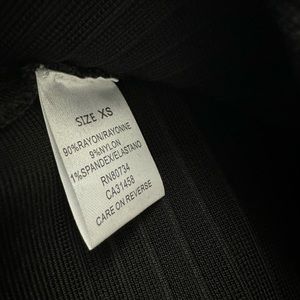 SIZE XS
90%RAYON/RAYONNE
9%NYLON
1%SPANDEX/ELASTANO
RN80734
CA31458
CARE ON REVERSE